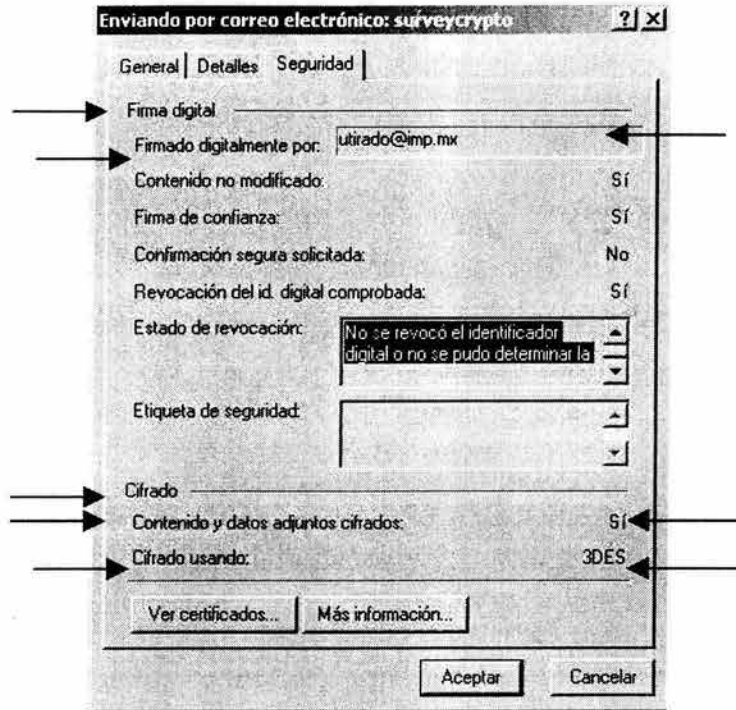 Enviando por correo electrónico: surveycrypto ? ×
General Detalles Seguridad
Firma digital
Firmado digitalmente por: utirado@imp.mx
Contenido no modificado: Sí
Firma de confianza: Sí
Confirmación segura solicitada: No
Revocación del id. digital comprobada: Sí
Estado de revocación: No se revocó el identificador
digital o no se pudo determinar la
Etiqueta de seguridad:
Cifrado
Contenido y datos adjuntos cifrados: Sí
Cifrado usando: 3DES
Ver certificados... Más información...
Aceptar Cancelar